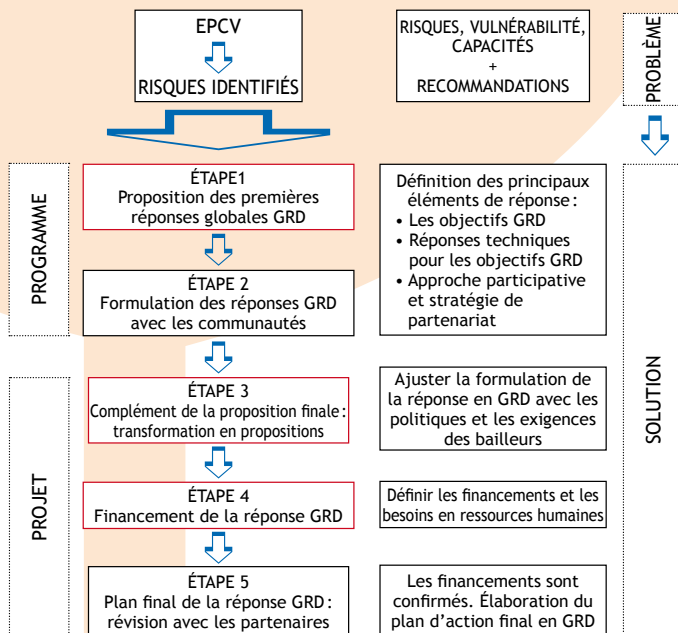 EPCV
RISQUES IDENTIFIÉS
RISQUES, VULNÉRABILITÉ,
CAPACITÉS
+
RECOMMANDATIONS
PROBLÈME
PROGRAMME
ÉTAPE1
Proposition des premières
réponses globales GRD
ÉTAPE 2
Formulation des réponses GRD
avec les communautés
Définition des principaux
éléments de réponse :
• Les objectifs GRD
• Réponses techniques
pour les objectifs GRD
• Approche participative
et stratégie de
partenariat
SOLUTION
PROJET
ÉTAPE 3
Complément de la proposition finale :
transformation en propositions
Ajuster la formulation de
la réponse en GRD avec les
politiques et les exigences
des bailleurs
ÉTAPE 4
Financement de la réponse GRD
Définir les financements et les
besoins en ressources humaines
ÉTAPE 5
Plan final de la réponse GRD :
révision avec les partenaires
Les financements sont
confirmés. Élaboration du
plan d'action final en GRD